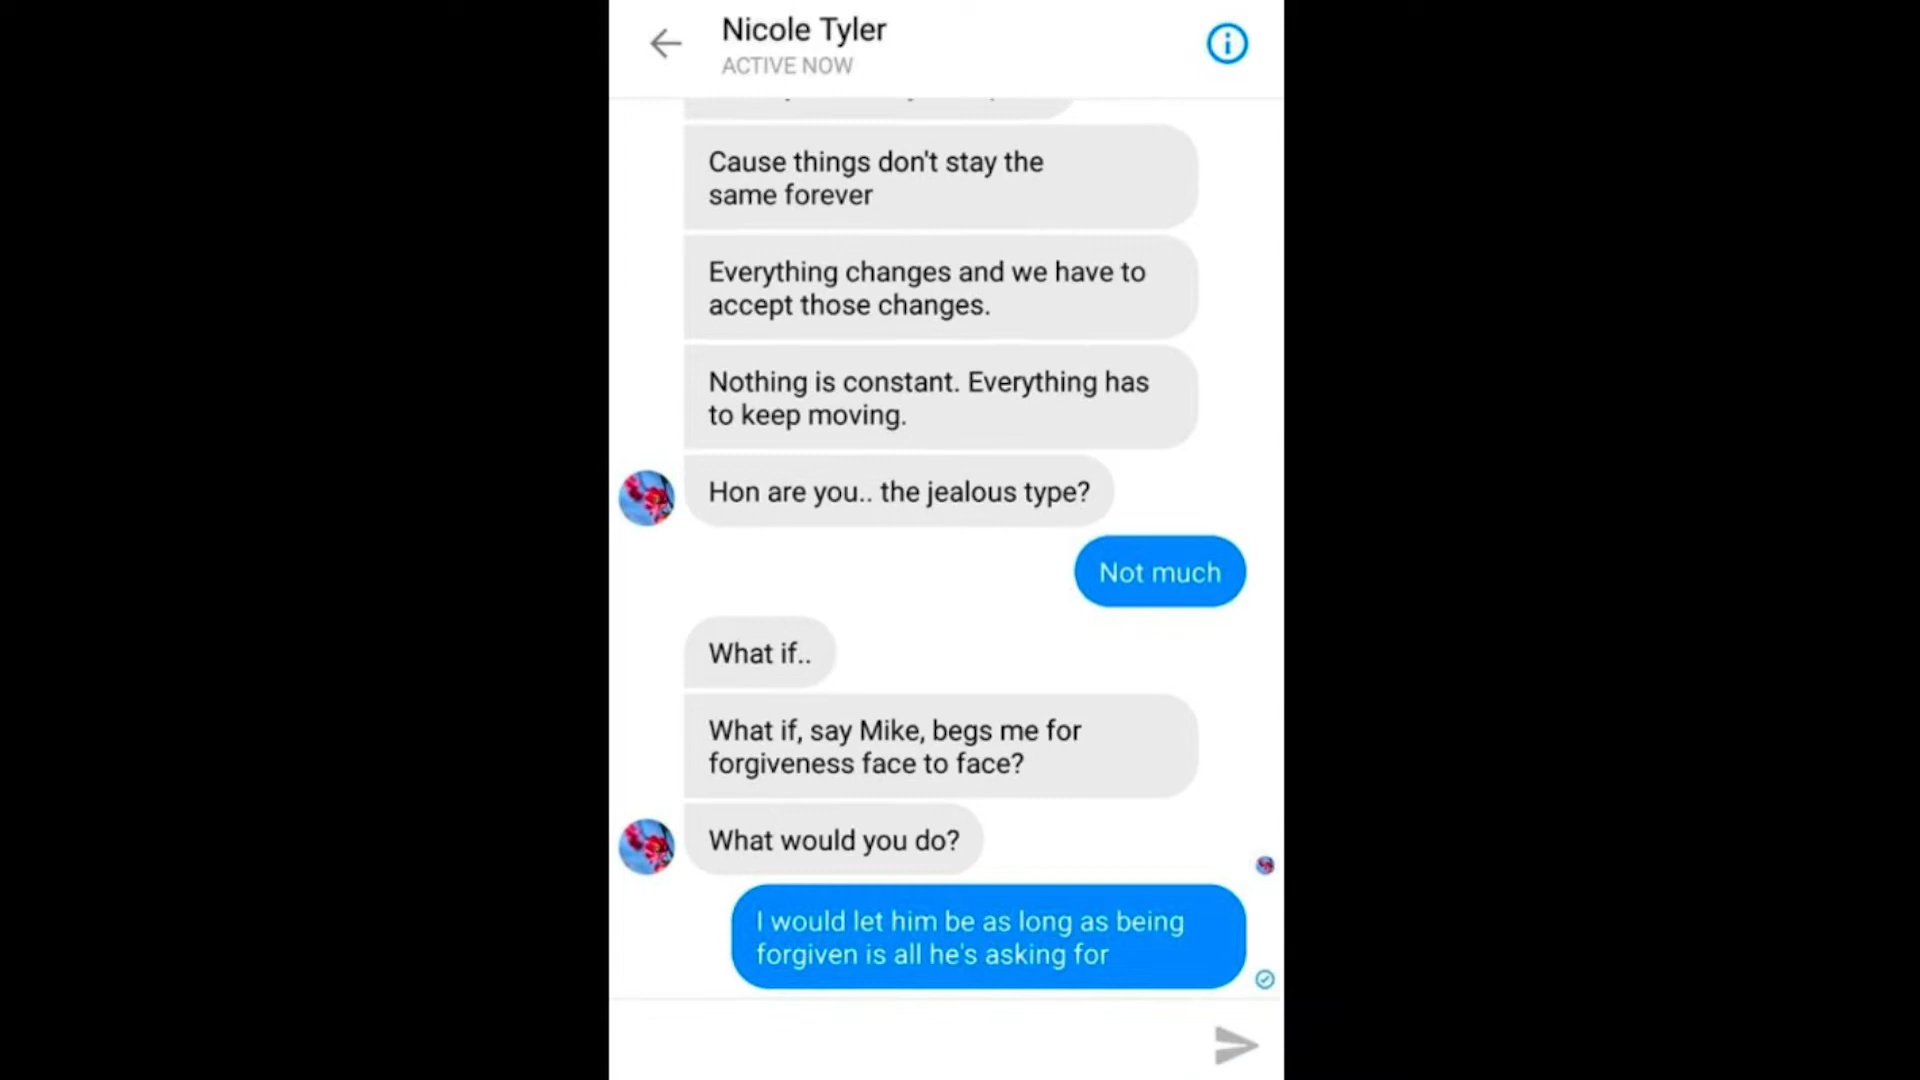 Nicole Tyler
ACTIVE NOW
Cause things don't stay the
same forever
Everything changes and we have to
accept those changes.
Nothing is constant. Everything has
to keep moving.
Hon are you.. the jealous type?
Not much
What if..
What if, say Mike, begs me for
forgiveness face to face?
What would you do?
I would let him be as long as being
forgiven is all he's asking for